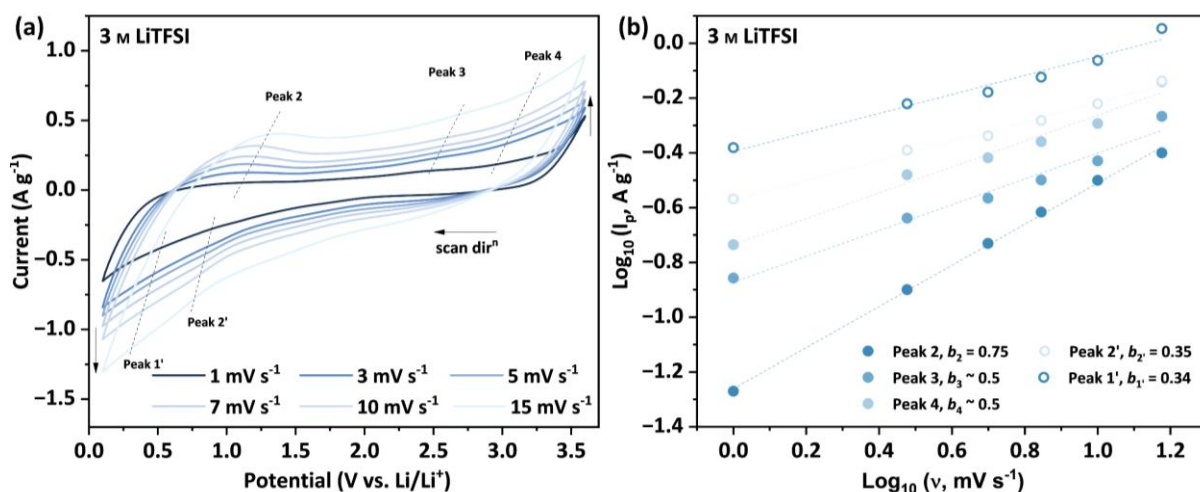 (a)
3 M LiTFSI
Current (A g⁻¹)
1.0
0.5
0.0
−0.5
−1.0
−1.5
Peak 2
Peak 3
Peak 4
scan dirⁿ
Peak 1'
Peak 2'
1 mV s⁻¹
3 mV s⁻¹
5 mV s⁻¹
7 mV s⁻¹
10 mV s⁻¹
15 mV s⁻¹
0.0 0.5 1.0 1.5 2.0 2.5 3.0 3.5
Potential (V vs. Li/Li⁺)
(b)
3 M LiTFSI
Log₁₀ (Iₚ, A g⁻¹)
0.0
−0.2
−0.4
−0.6
−0.8
−1.0
−1.2
−1.4
Peak 2, b₂ = 0.75
Peak 3, b₃ ~ 0.5
Peak 4, b₄ ~ 0.5
Peak 2', b₂' = 0.35
Peak 1', b₁' = 0.34
0.0 0.2 0.4 0.6 0.8 1.0 1.2
Log₁₀ (ν, mV s⁻¹)